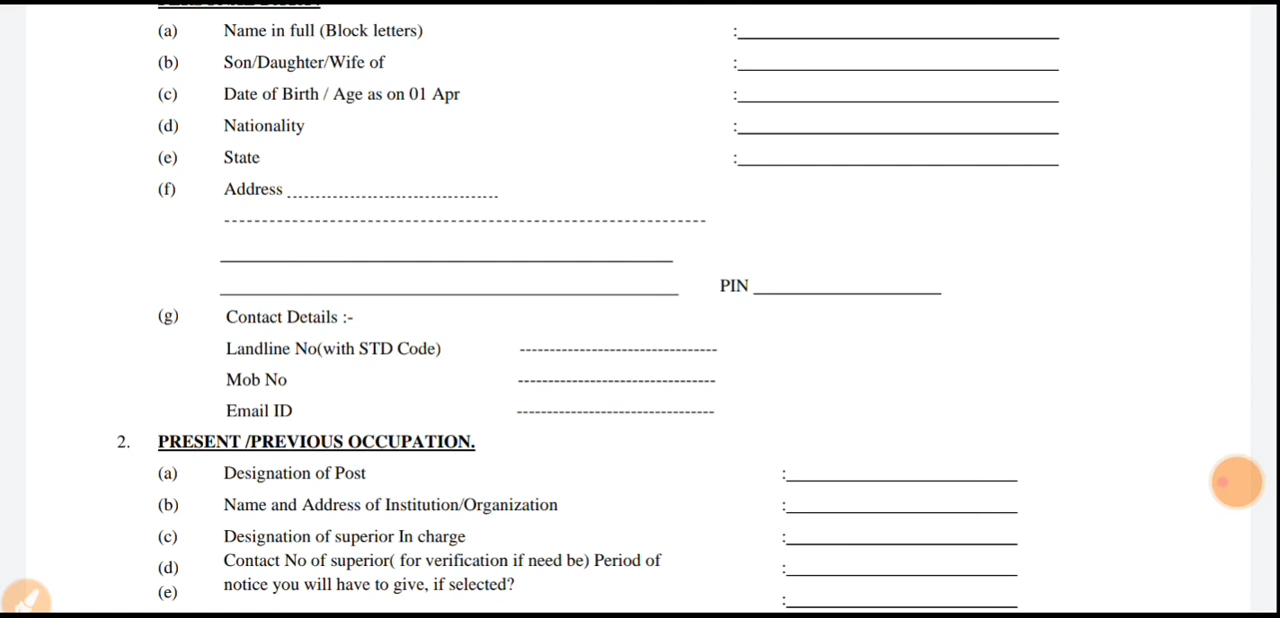 (a) Name in full (Block letters) :
(b) Son/Daughter/Wife of :
(c) Date of Birth / Age as on 01 Apr :
(d) Nationality :
(e) State :
(f) Address
PIN
(g) Contact Details :-
Landline No(with STD Code)
Mob No
Email ID
2. PRESENT /PREVIOUS OCCUPATION.
(a) Designation of Post :
(b) Name and Address of Institution/Organization :
(c) Designation of superior In charge :
(d) Contact No of superior( for verification if need be) Period of :
(e) notice you will have to give, if selected? :